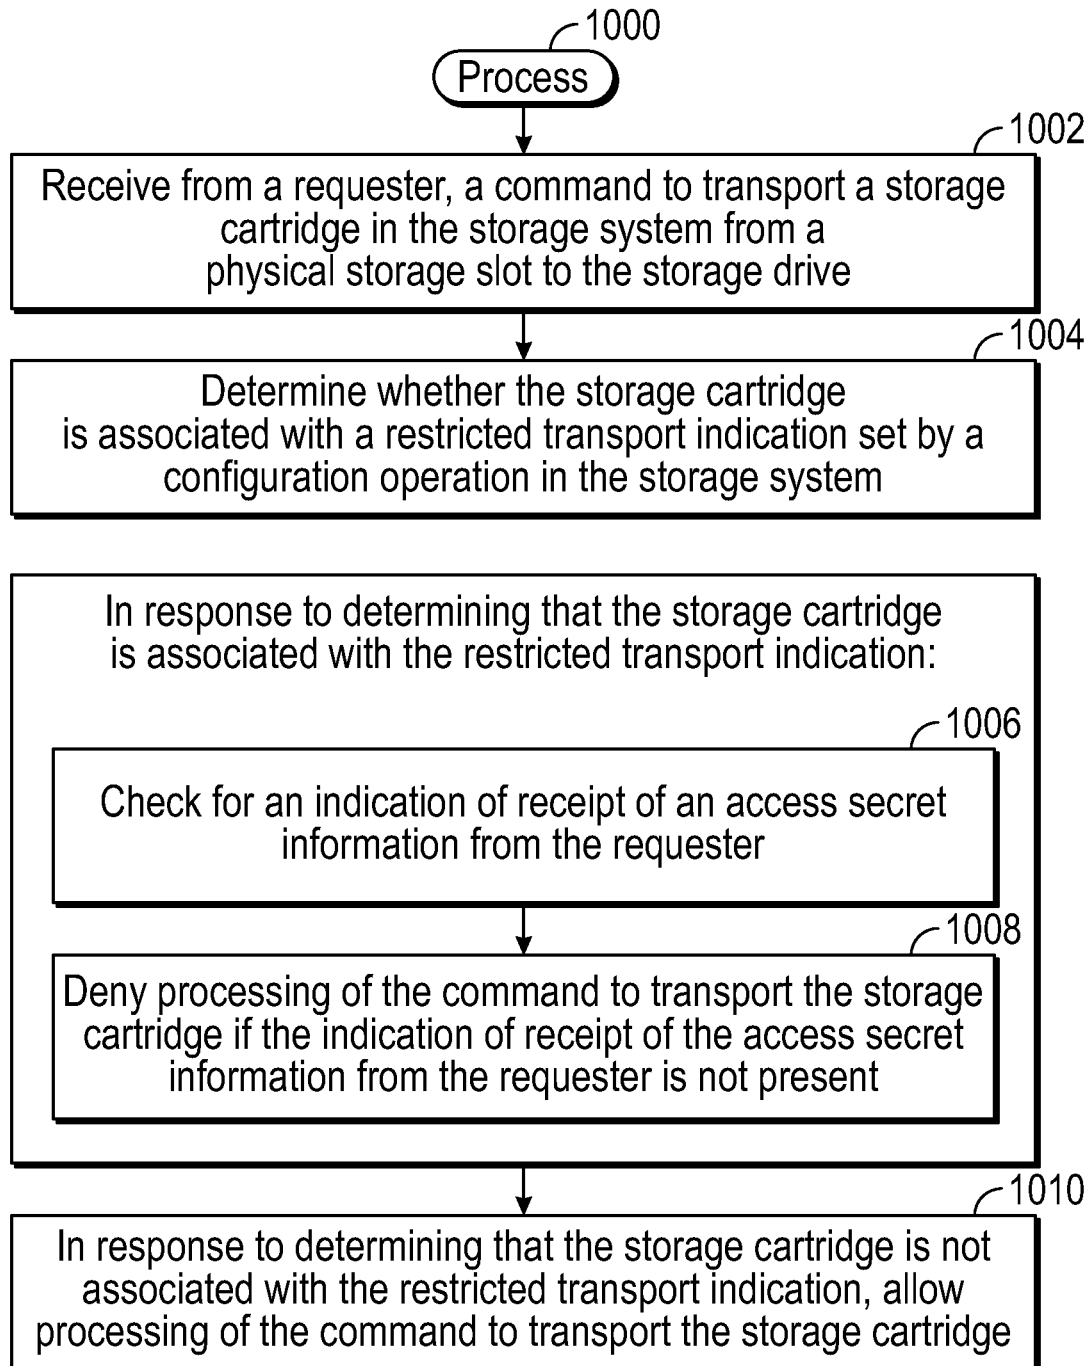 1000
Process
1002
Receive from a requester, a command to transport a storage
cartridge in the storage system from a
physical storage slot to the storage drive
1004
Determine whether the storage cartridge
is associated with a restricted transport indication set by a
configuration operation in the storage system
In response to determining that the storage cartridge
is associated with the restricted transport indication:
1006
Check for an indication of receipt of an access secret
information from the requester
1008
Deny processing of the command to transport the storage
cartridge if the indication of receipt of the access secret
information from the requester is not present
1010
In response to determining that the storage cartridge is not
associated with the restricted transport indication, allow
processing of the command to transport the storage cartridge